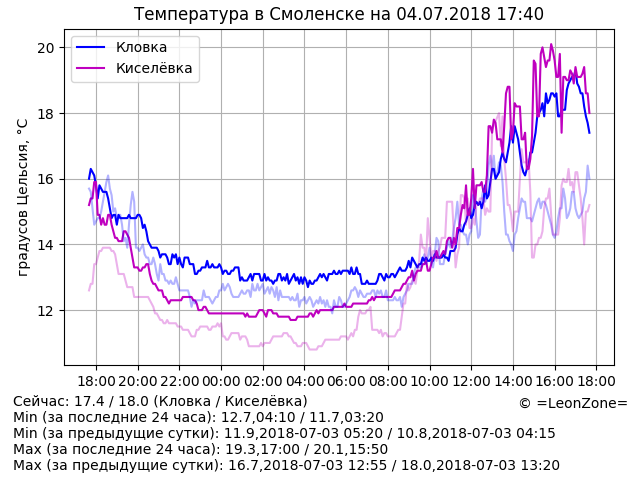 Температура в Смоленске на 04.07.2018 17:40
Кловка
Киселёвка
градусов Цельсия, °C
20
18
16
14
12
18:00 20:00 22:00 00:00 02:00 04:00 06:00 08:00 10:00 12:00 14:00 16:00 18:00
Сейчас: 17.4 / 18.0 (Кловка / Киселёвка)
© =LeonZone=
Min (за последние 24 часа): 12.7,04:10 / 11.7,03:20
Min (за предыдущие сутки): 11.9,2018-07-03 05:20 / 10.8,2018-07-03 04:15
Max (за последние 24 часа): 19.3,17:00 / 20.1,15:50
Max (за предыдущие сутки): 16.7,2018-07-03 12:55 / 18.0,2018-07-03 13:20